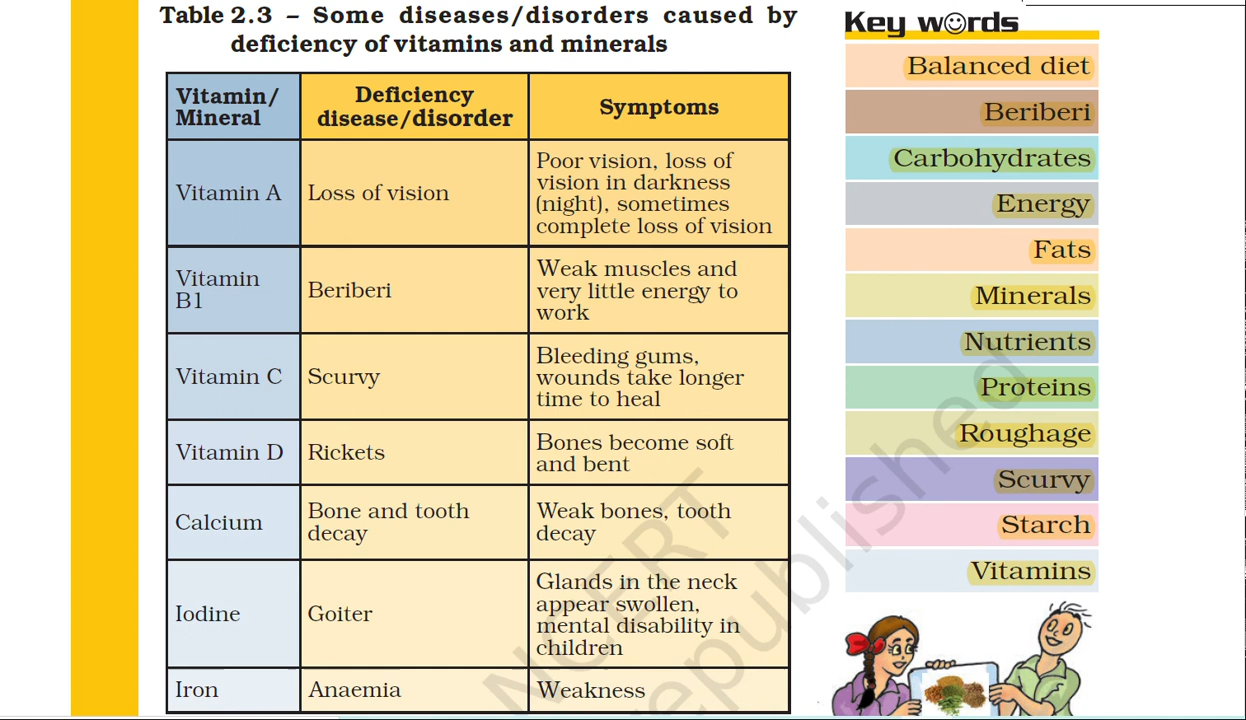 Table 2.3 – Some diseases/disorders caused by
deficiency of vitamins and minerals
Vitamin/
Mineral
Deficiency
disease/disorder
Symptoms
Vitamin A
Loss of vision
Poor vision, loss of
vision in darkness
(night), sometimes
complete loss of vision
Vitamin
B1
Beriberi
Weak muscles and
very little energy to
work
Vitamin C
Scurvy
Bleeding gums,
wounds take longer
time to heal
Vitamin D
Rickets
Bones become soft
and bent
Calcium
Bone and tooth
decay
Weak bones, tooth
decay
Iodine
Goiter
Glands in the neck
appear swollen,
mental disability in
children
Iron
Anaemia
Weakness
Key words
Balanced diet
Beriberi
Carbohydrates
Energy
Fats
Minerals
Nutrients
Proteins
Roughage
Scurvy
Starch
Vitamins
NCERT
republished